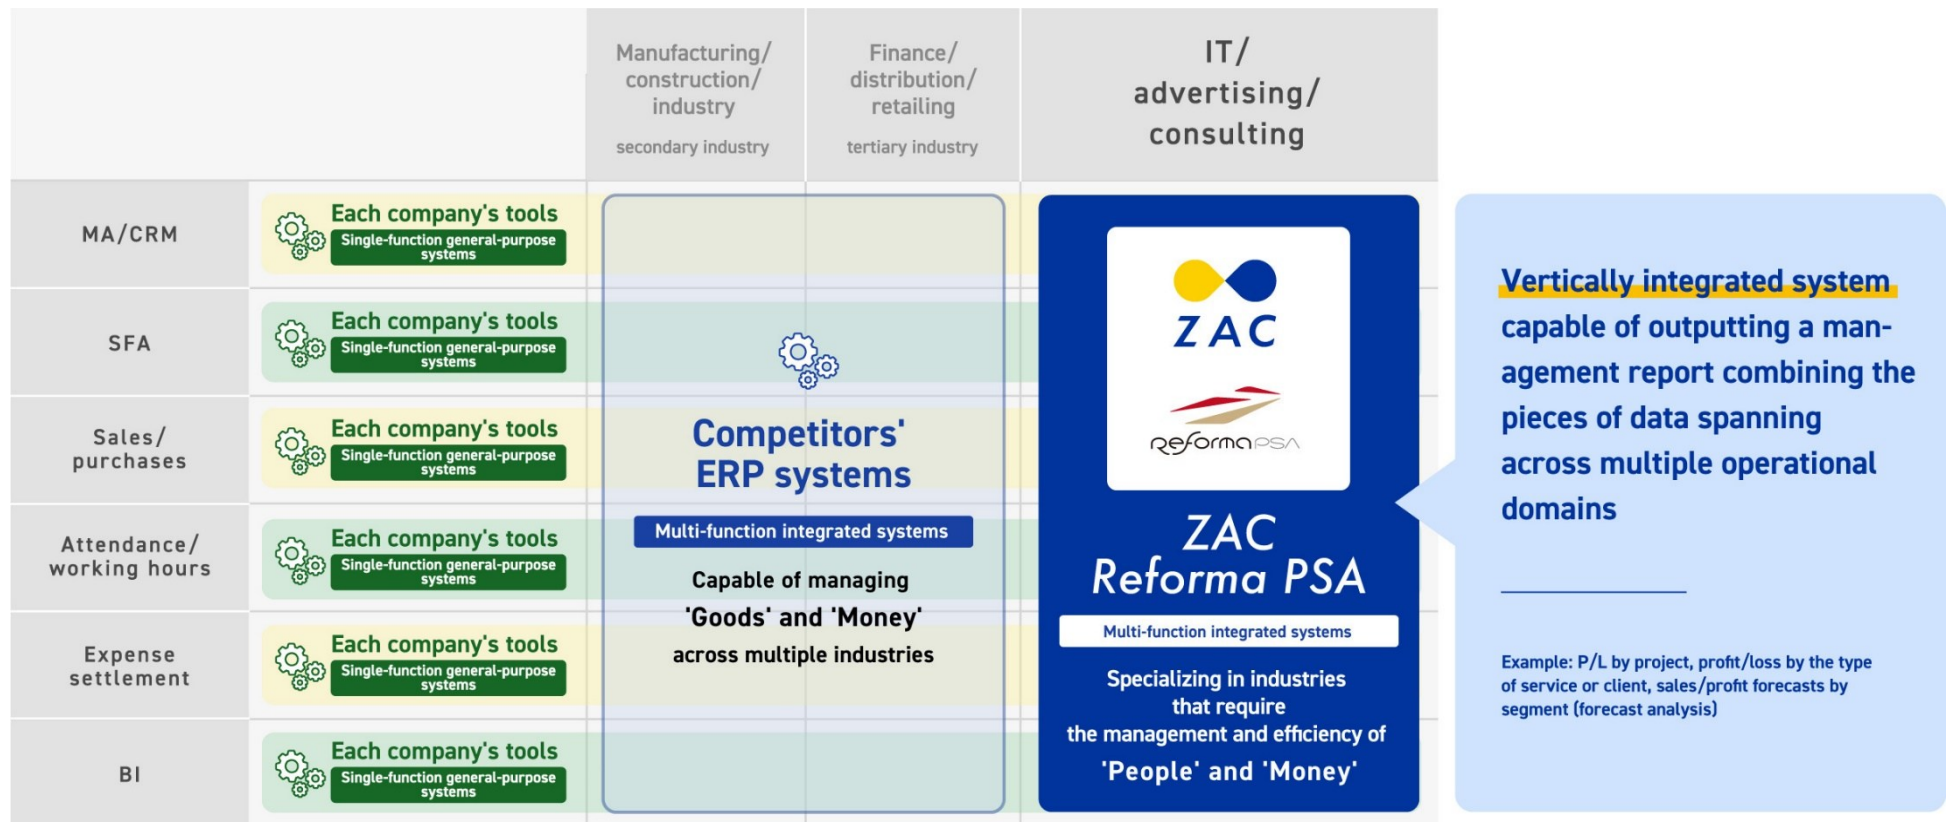 Manufacturing/
construction/
industry
secondary industry
Finance/
distribution/
retailing
tertiary industry
IT/
advertising/
consulting
MA/CRM
Each company's tools
Single-function general-purpose
systems
SFA
Each company's tools
Single-function general-purpose
systems
Sales/
purchases
Each company's tools
Single-function general-purpose
systems
Attendance/
working hours
Each company's tools
Single-function general-purpose
systems
Expense
settlement
Each company's tools
Single-function general-purpose
systems
BI
Each company's tools
Single-function general-purpose
systems
Competitors'
ERP systems
Multi-function integrated systems
Capable of managing
'Goods' and 'Money'
across multiple industries
ZAC
Reforma PSA
ZAC
Reforma PSA
Multi-function integrated systems
Specializing in industries
that require
the management and efficiency of
'People' and 'Money'
Vertically integrated system
capable of outputting a man-
agement report combining the
pieces of data spanning
across multiple operational
domains
Example: P/L by project, profit/loss by the type
of service or client, sales/profit forecasts by
segment (forecast analysis)